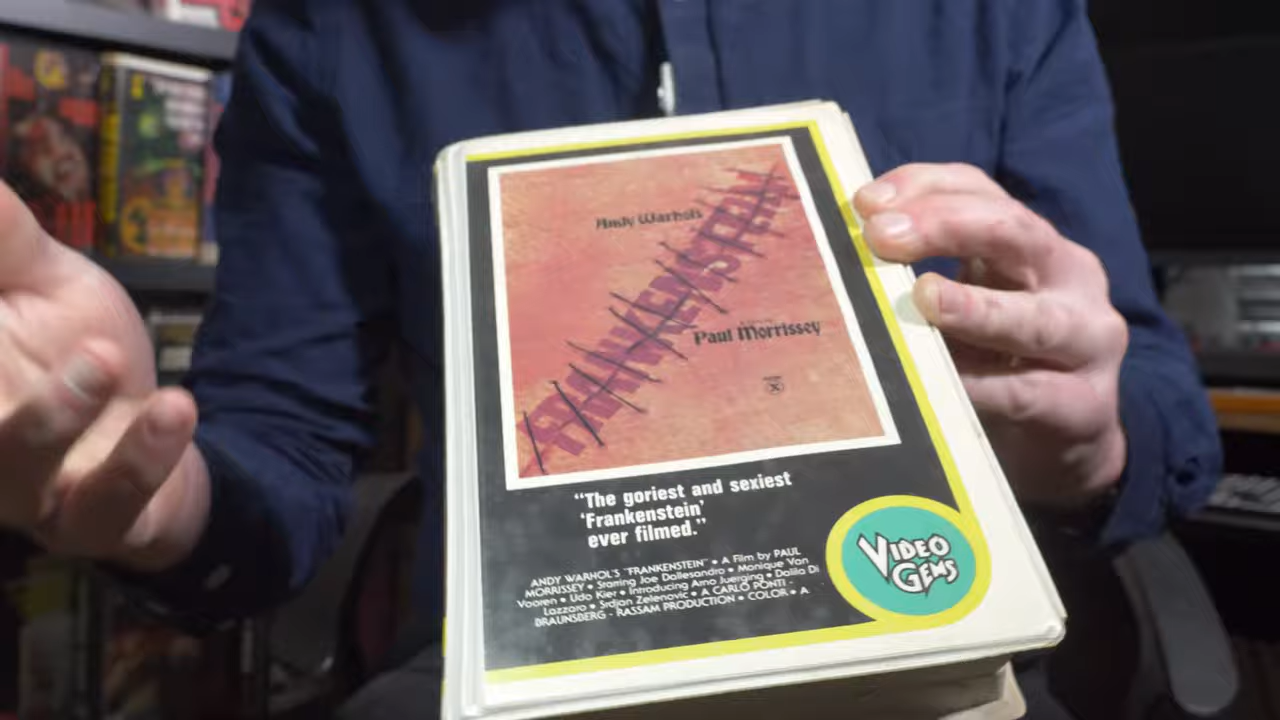 Andy Warhol's
FRANKENSTEIN
Paul Morrissey
X
"The goriest and sexiest
'Frankenstein'
ever filmed."
ANDY WARHOL'S "FRANKENSTEIN" • A Film by PAUL
MORRISSEY • Starring Joe Dallesandro • Monique Van
Vooren • Udo Kier • Introducing Arno Juerging • Dalila Di
Lazzaro • Srdjan Zelenovic • A CARLO PONTI -
BRAUNSBERG - RASSAM PRODUCTION • COLOR • A
VIDEO
GEMS